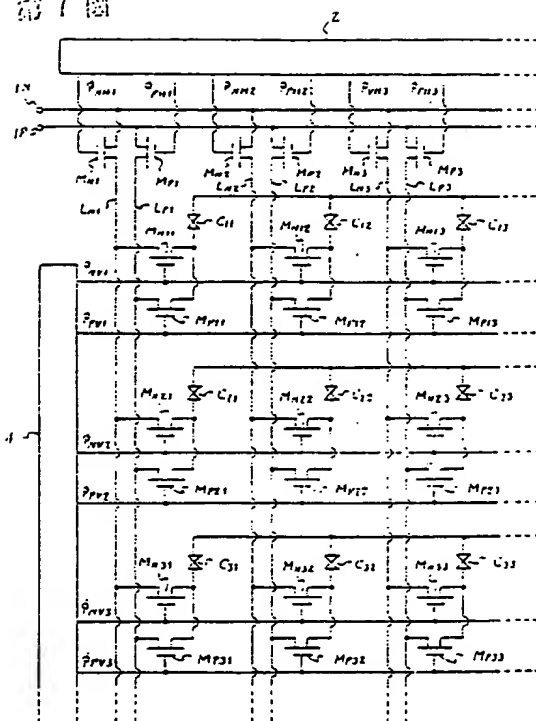 第1図
2
1N
φNH1 φPH1 φNH2 φPH2 φNH3 φPH3
1P
MN1 MP1 MN2 MP2 MN3 MP3
LN1 LP1 LN2 LP2 LN3 LP3
C11 C12 C13
MN11 MN12 MN13
φNV1
MP11 MP12 MP13
φPV1
4
C21 C22 C23
MN21 MN22 MN23
φNV2
MP21 MP22 MP23
φPV2
C31 C32 C33
MN31 MN32 MN33
φNV3
MP31 MP32 MP33
φPV3